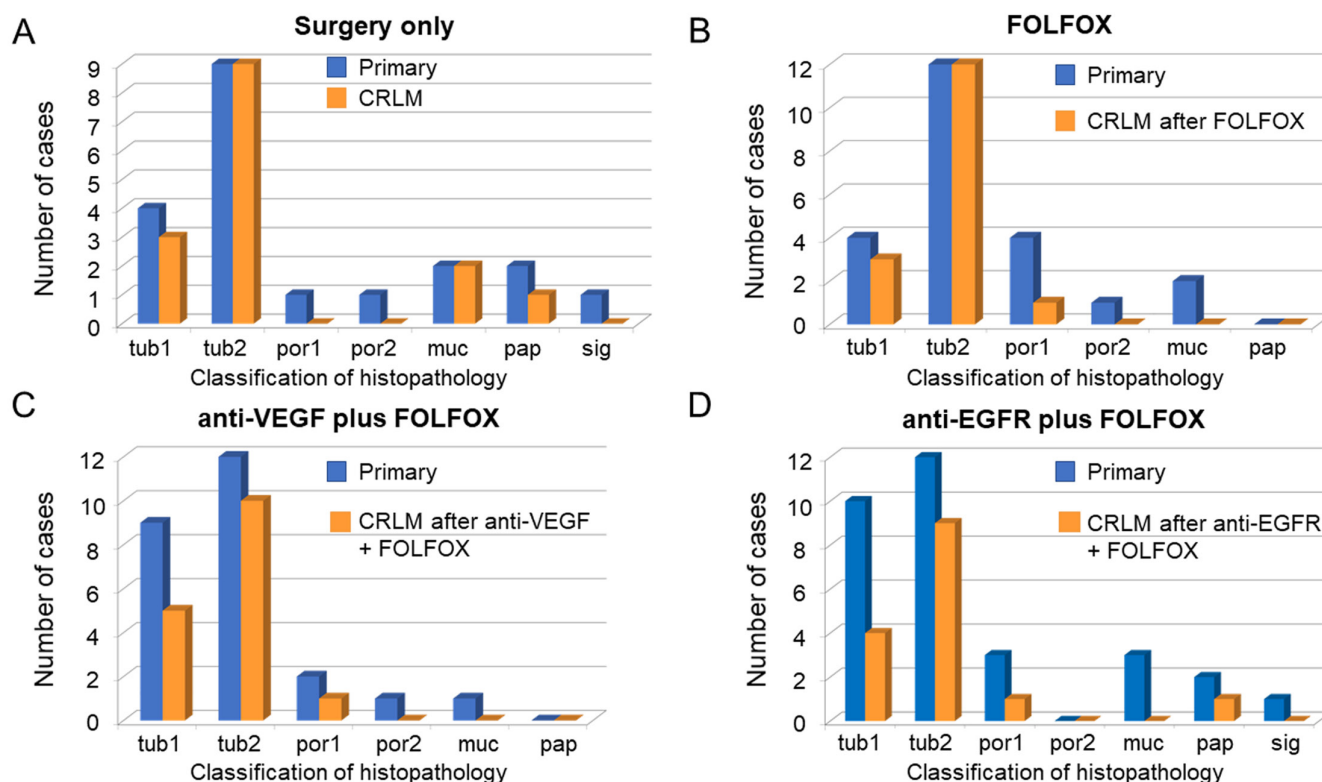 A
Surgery only
Primary
CRLM
Number of cases
9
8
7
6
5
4
3
2
1
0
tub1 tub2 por1 por2 muc pap sig
Classification of histopathology
B
FOLFOX
Primary
CRLM after FOLFOX
Number of cases
12
10
8
6
4
2
0
tub1 tub2 por1 por2 muc pap
Classification of histopathology
C
anti-VEGF plus FOLFOX
Primary
CRLM after anti-VEGF
+ FOLFOX
Number of cases
12
10
8
6
4
2
0
tub1 tub2 por1 por2 muc pap
Classification of histopathology
D
anti-EGFR plus FOLFOX
Primary
CRLM after anti-EGFR
+ FOLFOX
Number of cases
12
10
8
6
4
2
0
tub1 tub2 por1 por2 muc pap sig
Classification of histopathology